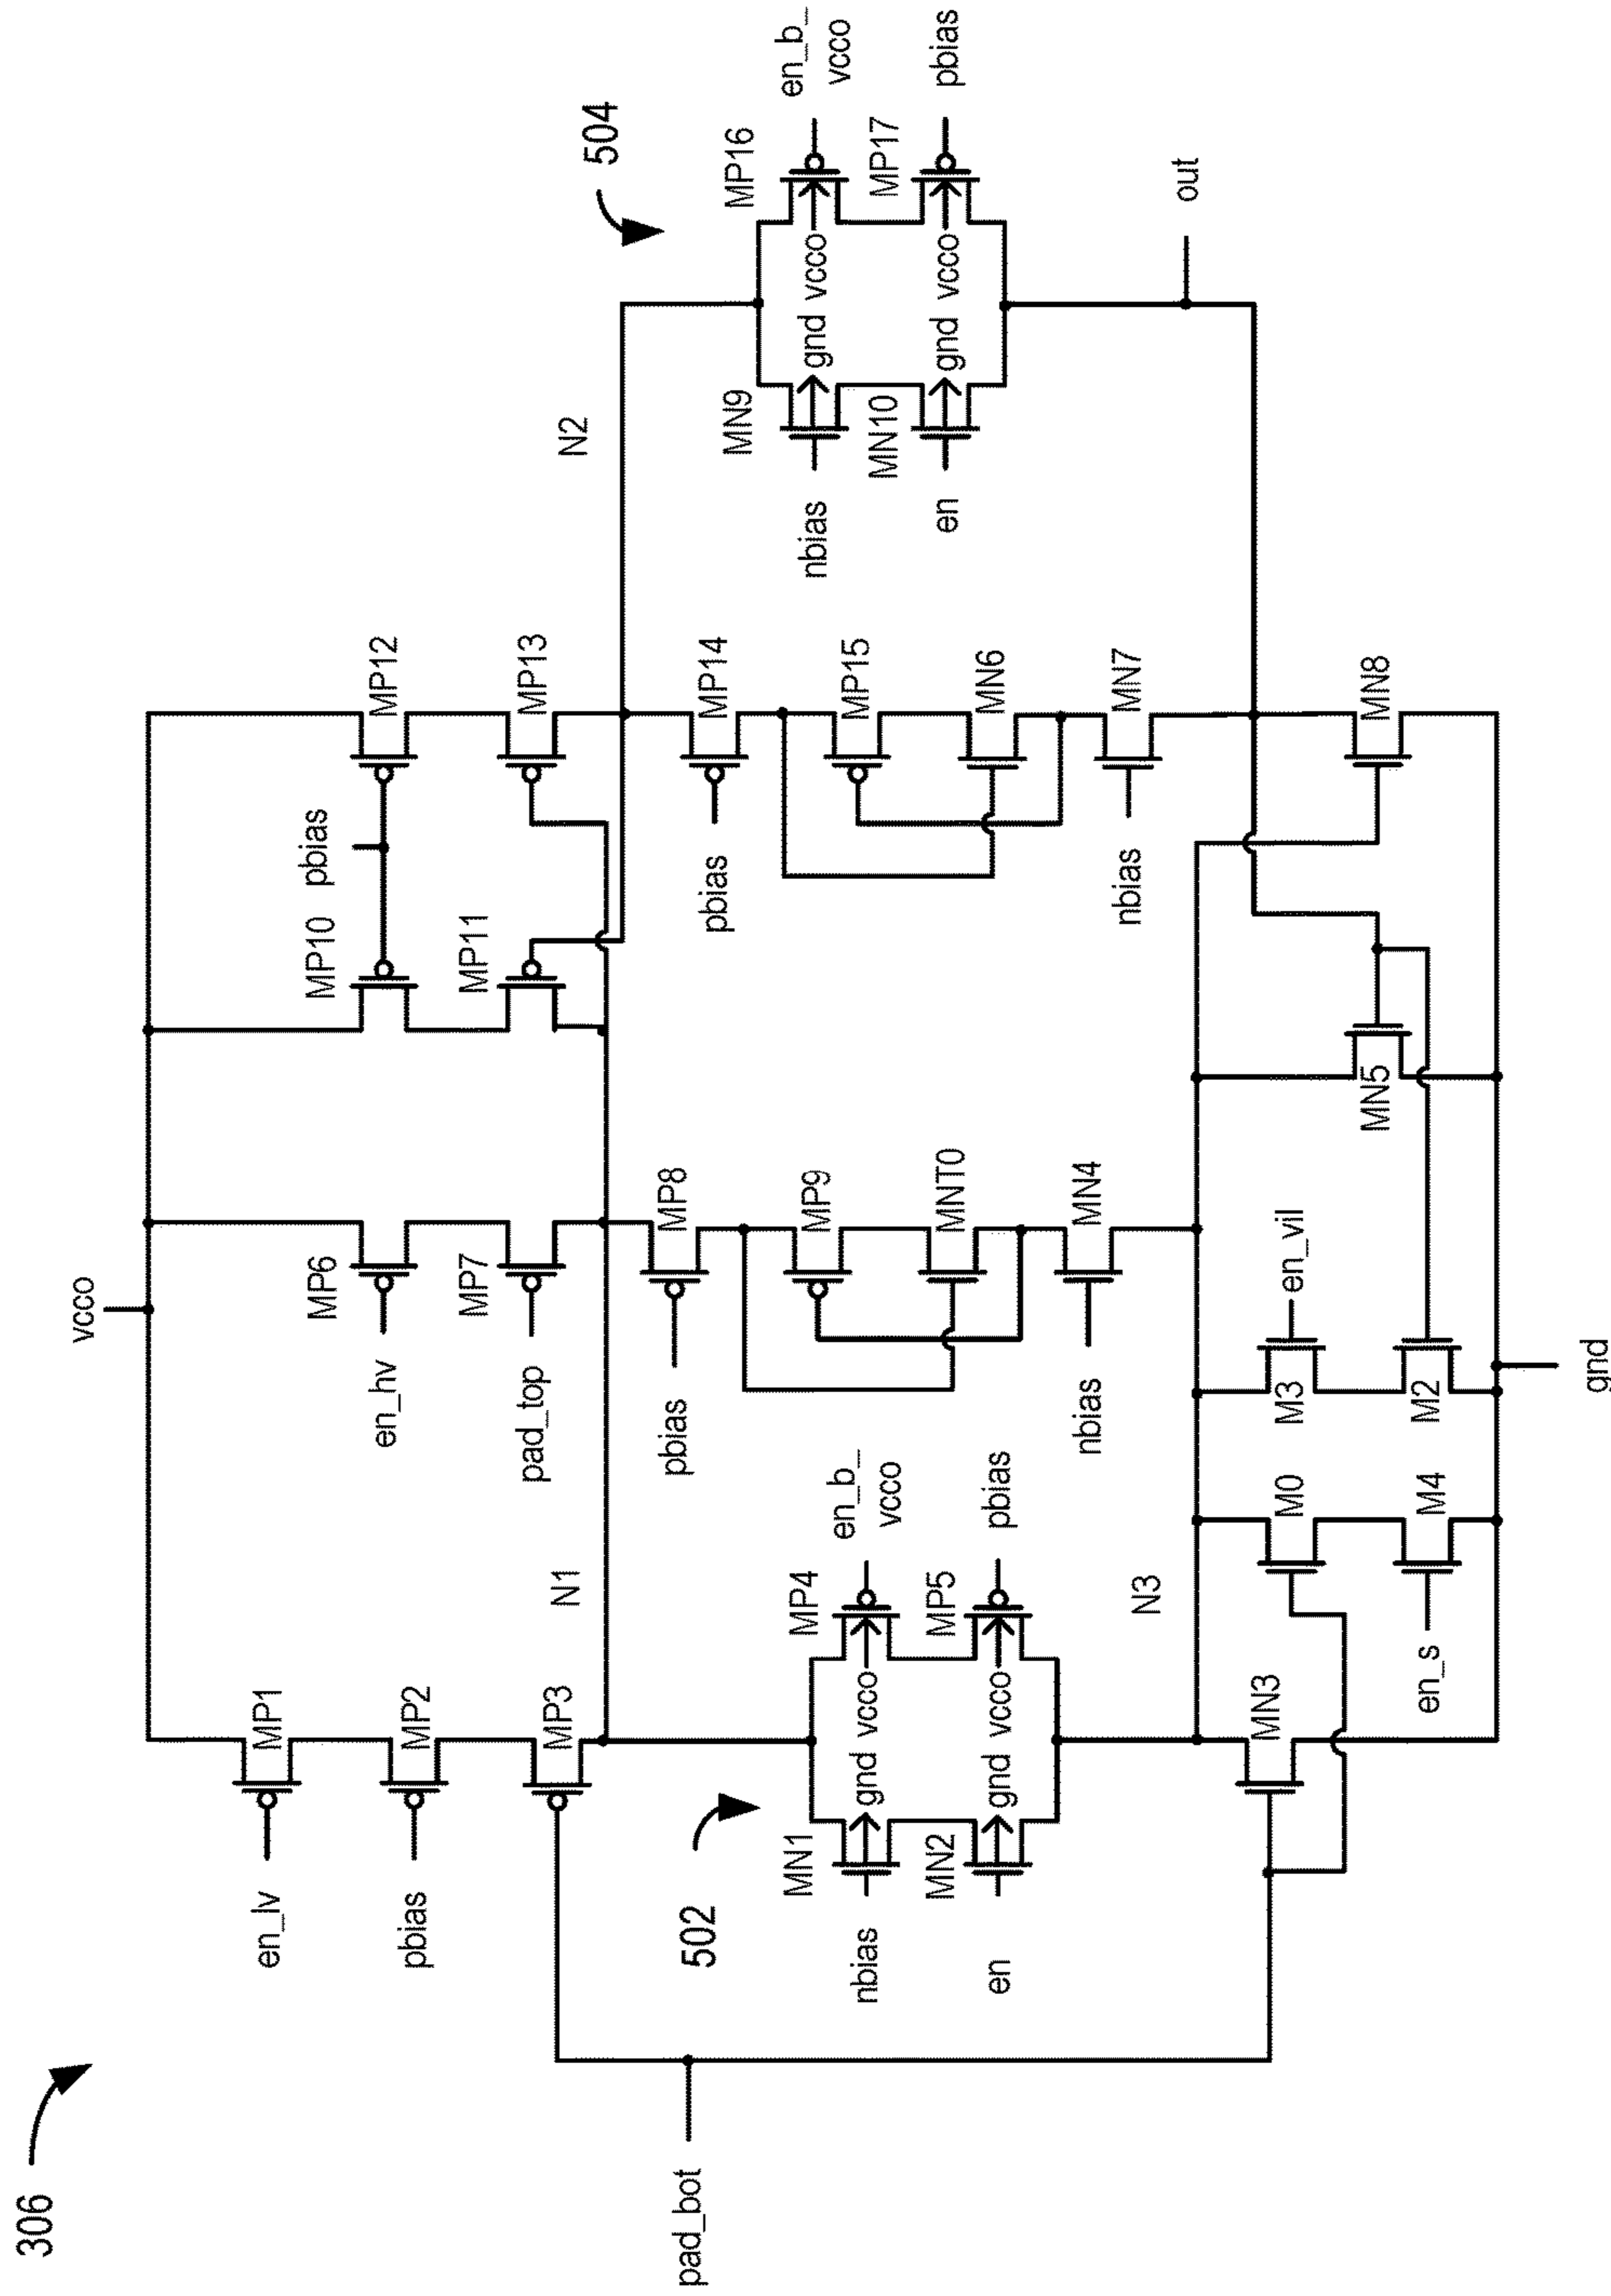 306
vcco
MP1
en_lv
MP2
pbias
MP3
N1
MP6
en_hv
MP7
pad_top
MP10
pbias
MP12
MP11
MP13
N2
504
MP16
en_b_
vcco
MN9
nbias
gnd vcco
MP17
pbias
MN10
en
gnd vcco
out
pad_bot
502
MN1
nbias
gnd vcco
MP4
en_b_
vcco
MN2
en
gnd vcco
MP5
pbias
MP8
pbias
MP9
MNT0
MN4
nbias
MP14
pbias
MP15
MN6
MN7
nbias
N3
MN3
M0
M4
en_s
M3
en_vil
M2
MN5
MN8
gnd